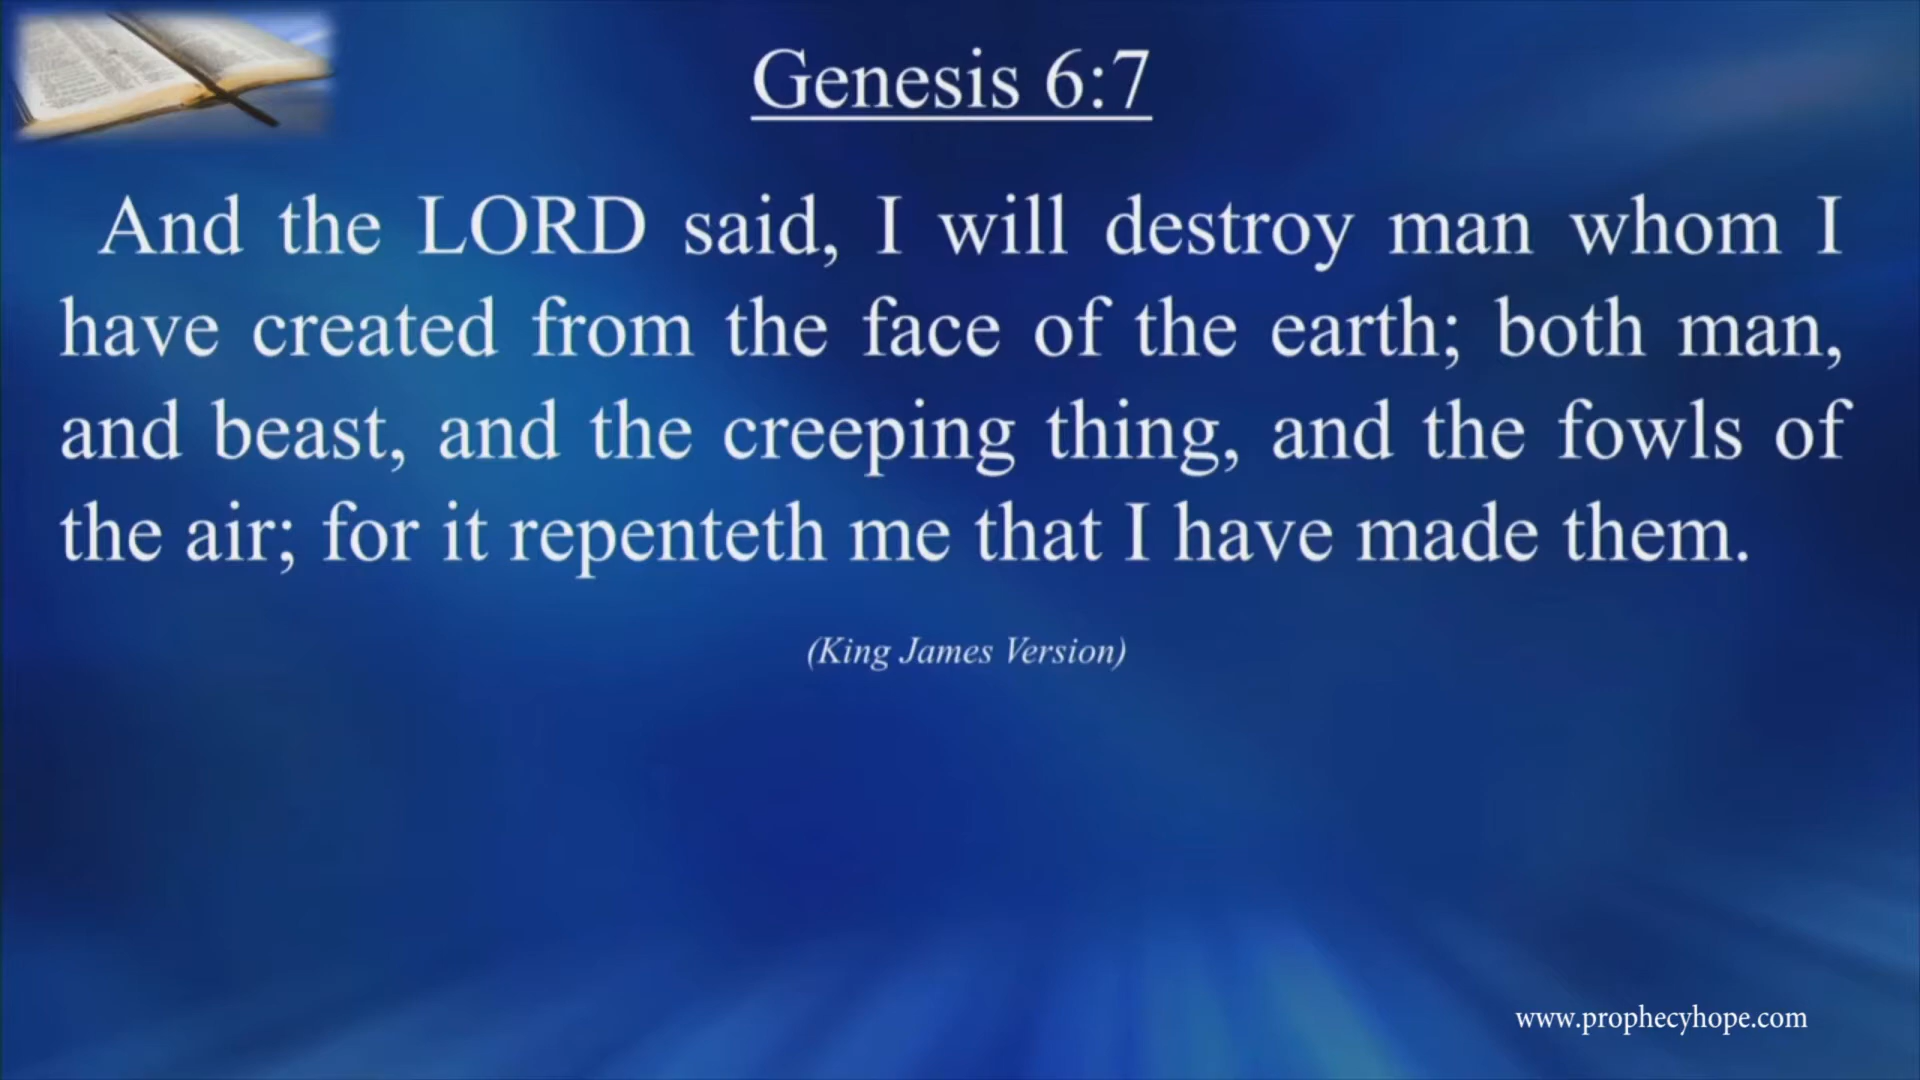 Genesis 6:7
And the LORD said, I will destroy man whom I
have created from the face of the earth; both man,
and beast, and the creeping thing, and the fowls of
the air; for it repenteth me that I have made them.
(King James Version)
www.prophecyhope.com